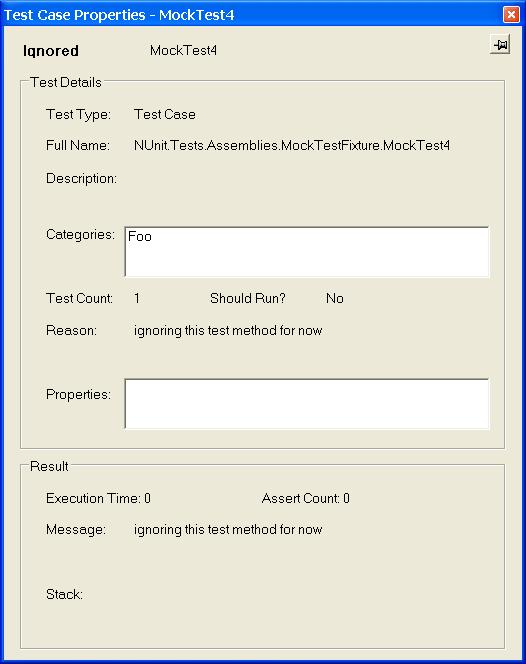 Test Case Properties - MockTest4
Ignored MockTest4
Test Details
Test Type: Test Case
Full Name: NUnit.Tests.Assemblies.MockTestFixture.MockTest4
Description:
Categories: Foo
Test Count: 1 Should Run? No
Reason: ignoring this test method for now
Properties:
Result
Execution Time: 0 Assert Count: 0
Message: ignoring this test method for now
Stack: